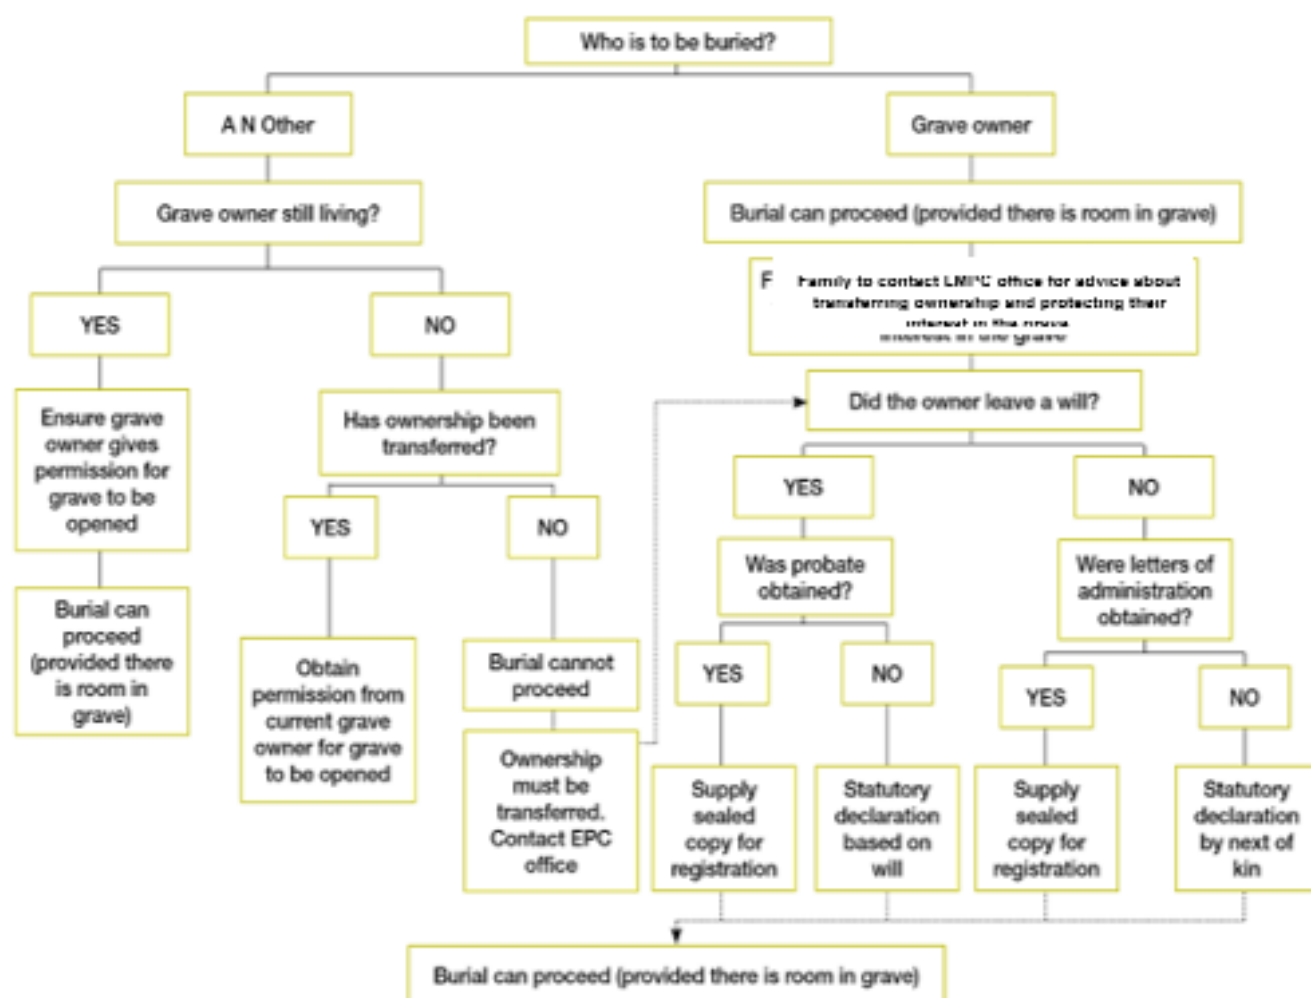 Who is to be buried?
A N Other
Grave owner
Grave owner still living?
Burial can proceed (provided there is room in grave)
F
Family to contact LMPC office for advice about
transferring ownership and protecting their
interest in the grave
interest in the grave
YES
NO
Did the owner leave a will?
Ensure grave
owner gives
permission for
grave to be
opened
Has ownership been
transferred?
YES
NO
YES
NO
Was probate
obtained?
Were letters of
administration
obtained?
Burial can
proceed
(provided there
is room in
grave)
Obtain
permission from
current grave
owner for grave
to be opened
Burial cannot
proceed
YES
NO
YES
NO
Ownership
must be
transferred.
Contact EPC
office
Supply
sealed
copy for
registration
Statutory
declaration
based on
will
Supply
sealed
copy for
registration
Statutory
declaration
by next of
kin
Burial can proceed (provided there is room in grave)